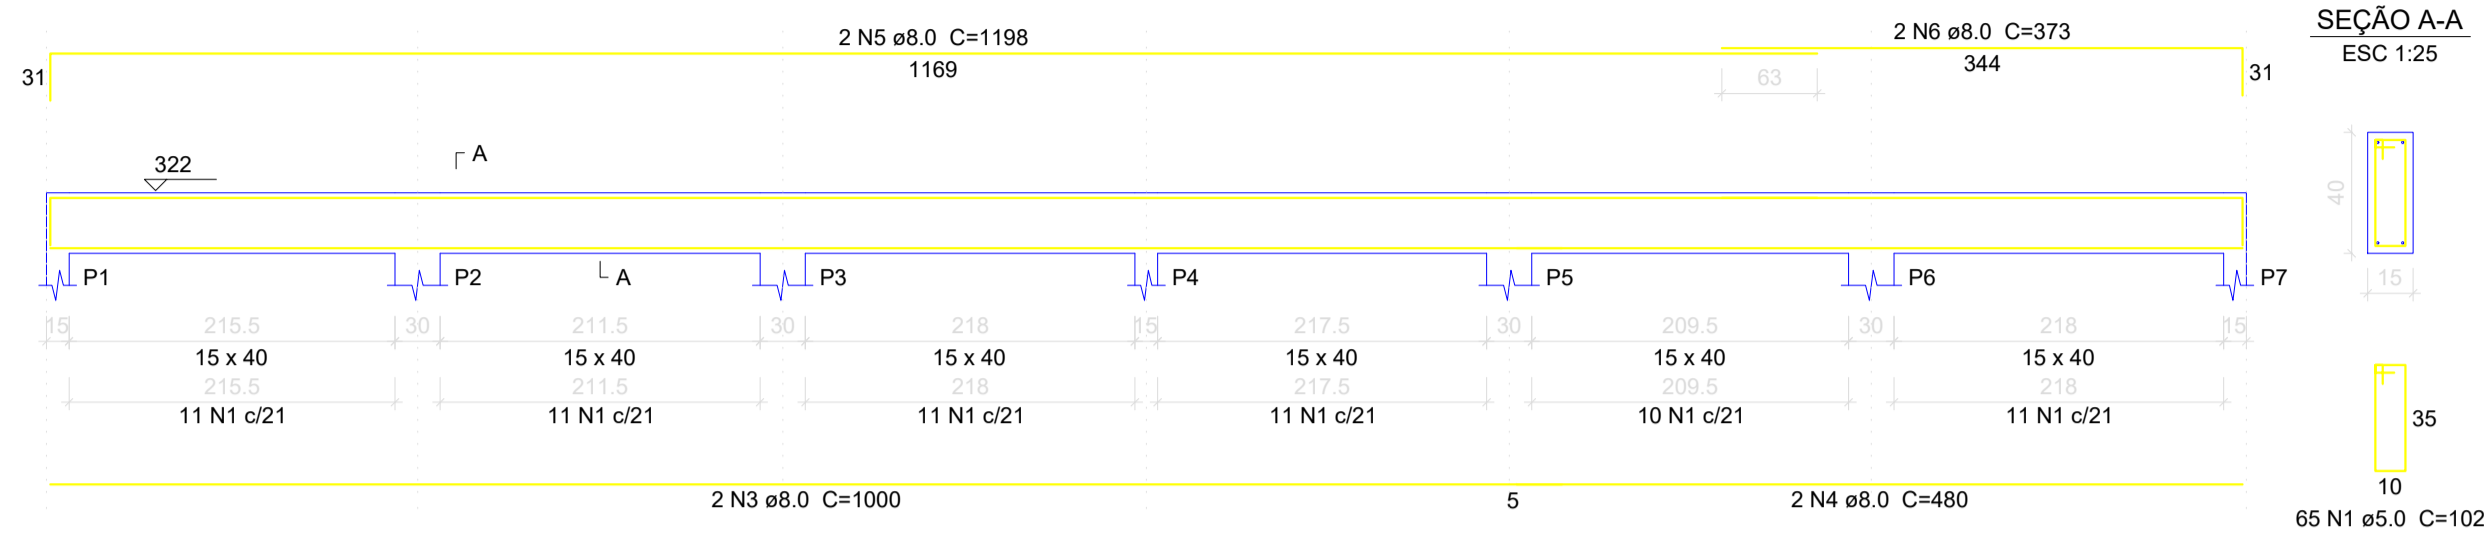 2 N5 ø8.0 C=1198
2 N6 ø8.0 C=373
SEÇÃO A-A
ESC 1:25
31
1169
344
31
63
A
322
40
15
P1
P2
A
P3
P4
P5
P6
P7
15
215.5
30
211.5
30
218
15
217.5
30
209.5
30
218
15
15 x 40
15 x 40
15 x 40
15 x 40
15 x 40
15 x 40
215.5
211.5
218
217.5
209.5
218
11 N1 c/21
11 N1 c/21
11 N1 c/21
11 N1 c/21
10 N1 c/21
11 N1 c/21
35
10
2 N3 ø8.0 C=1000
5
2 N4 ø8.0 C=480
65 N1 ø5.0 C=102